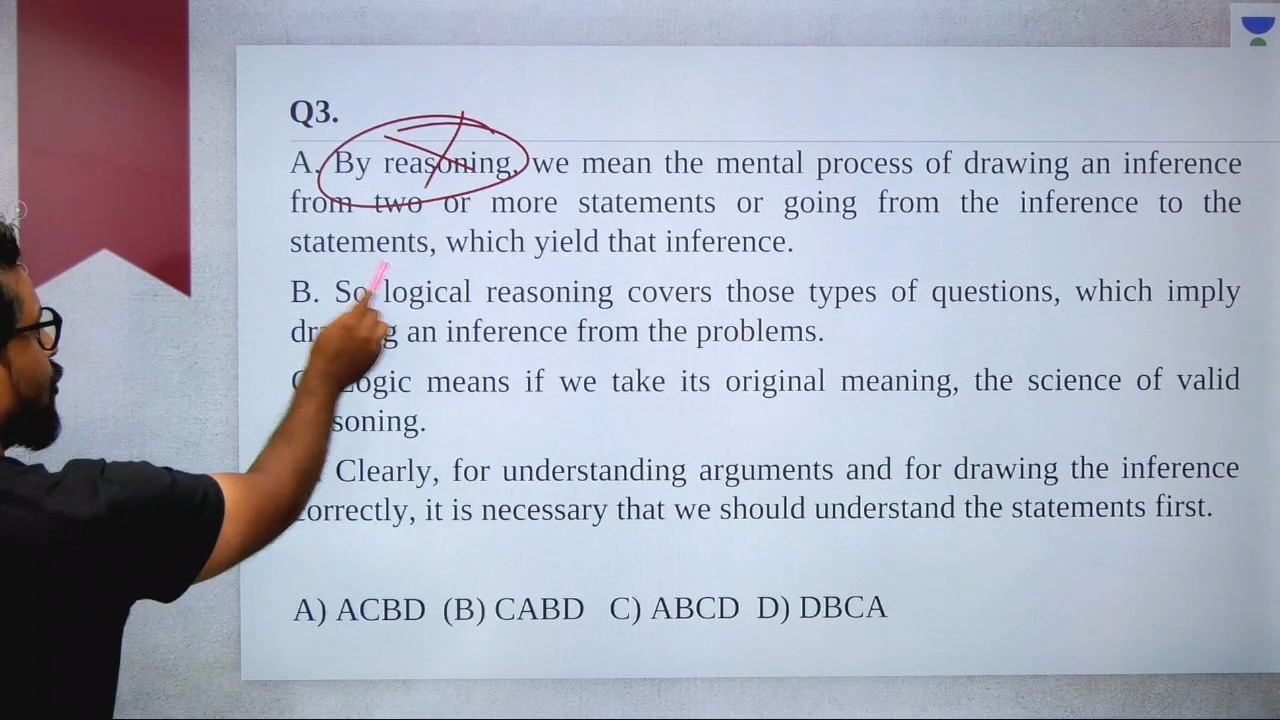 Q3.
A. By reasoning, we mean the mental process of drawing an inference
from two or more statements or going from the inference to the
statements, which yield that inference.
B. So logical reasoning covers those types of questions, which imply
an inference from the problems.
Logic means if we take its original meaning, the science of valid
Clearly, for understanding arguments and for drawing the inference
correctly, it is necessary that we should understand the statements first.
A) ACBD (B) CABD C) ABCD D) DBCA